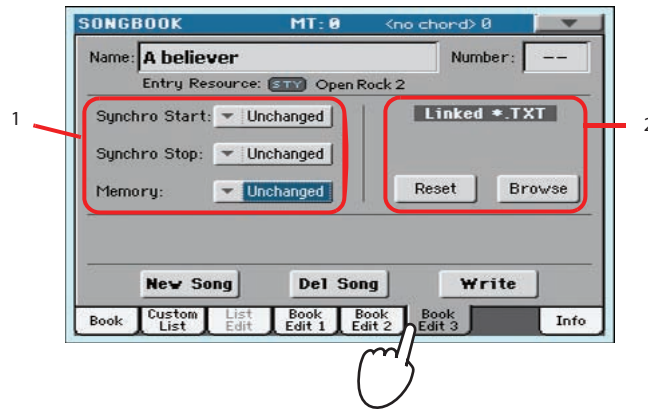 SONGBOOK MT: 0 <no chord> 0
Name: A believer Number: --
Entry Resource: STY Open Rock 2
1 Synchro Start: Unchanged Linked *.TXT 2
Synchro Stop: Unchanged
Memory: Unchanged Reset Browse
New Song Del Song Write
Book Custom List List Edit Book Edit 1 Book Edit 2 Book Edit 3 Info